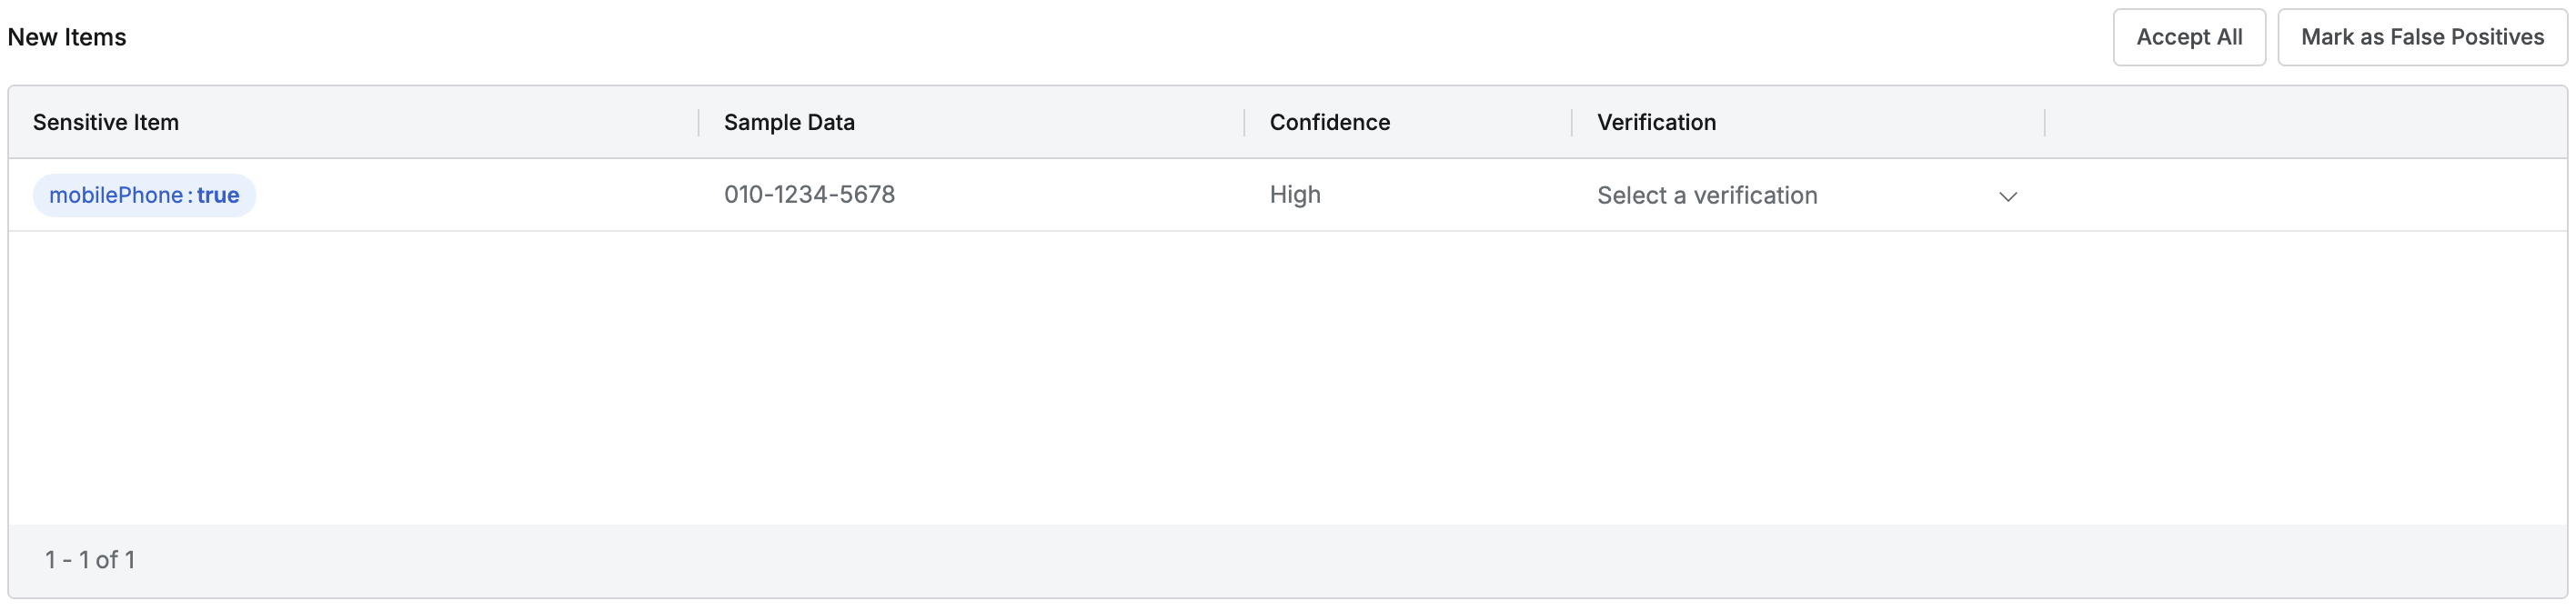 New Items
Accept All
Mark as False Positives
Sensitive Item
Sample Data
Confidence
Verification
mobilePhone:true
010-1234-5678
High
Select a verification
1 - 1 of 1